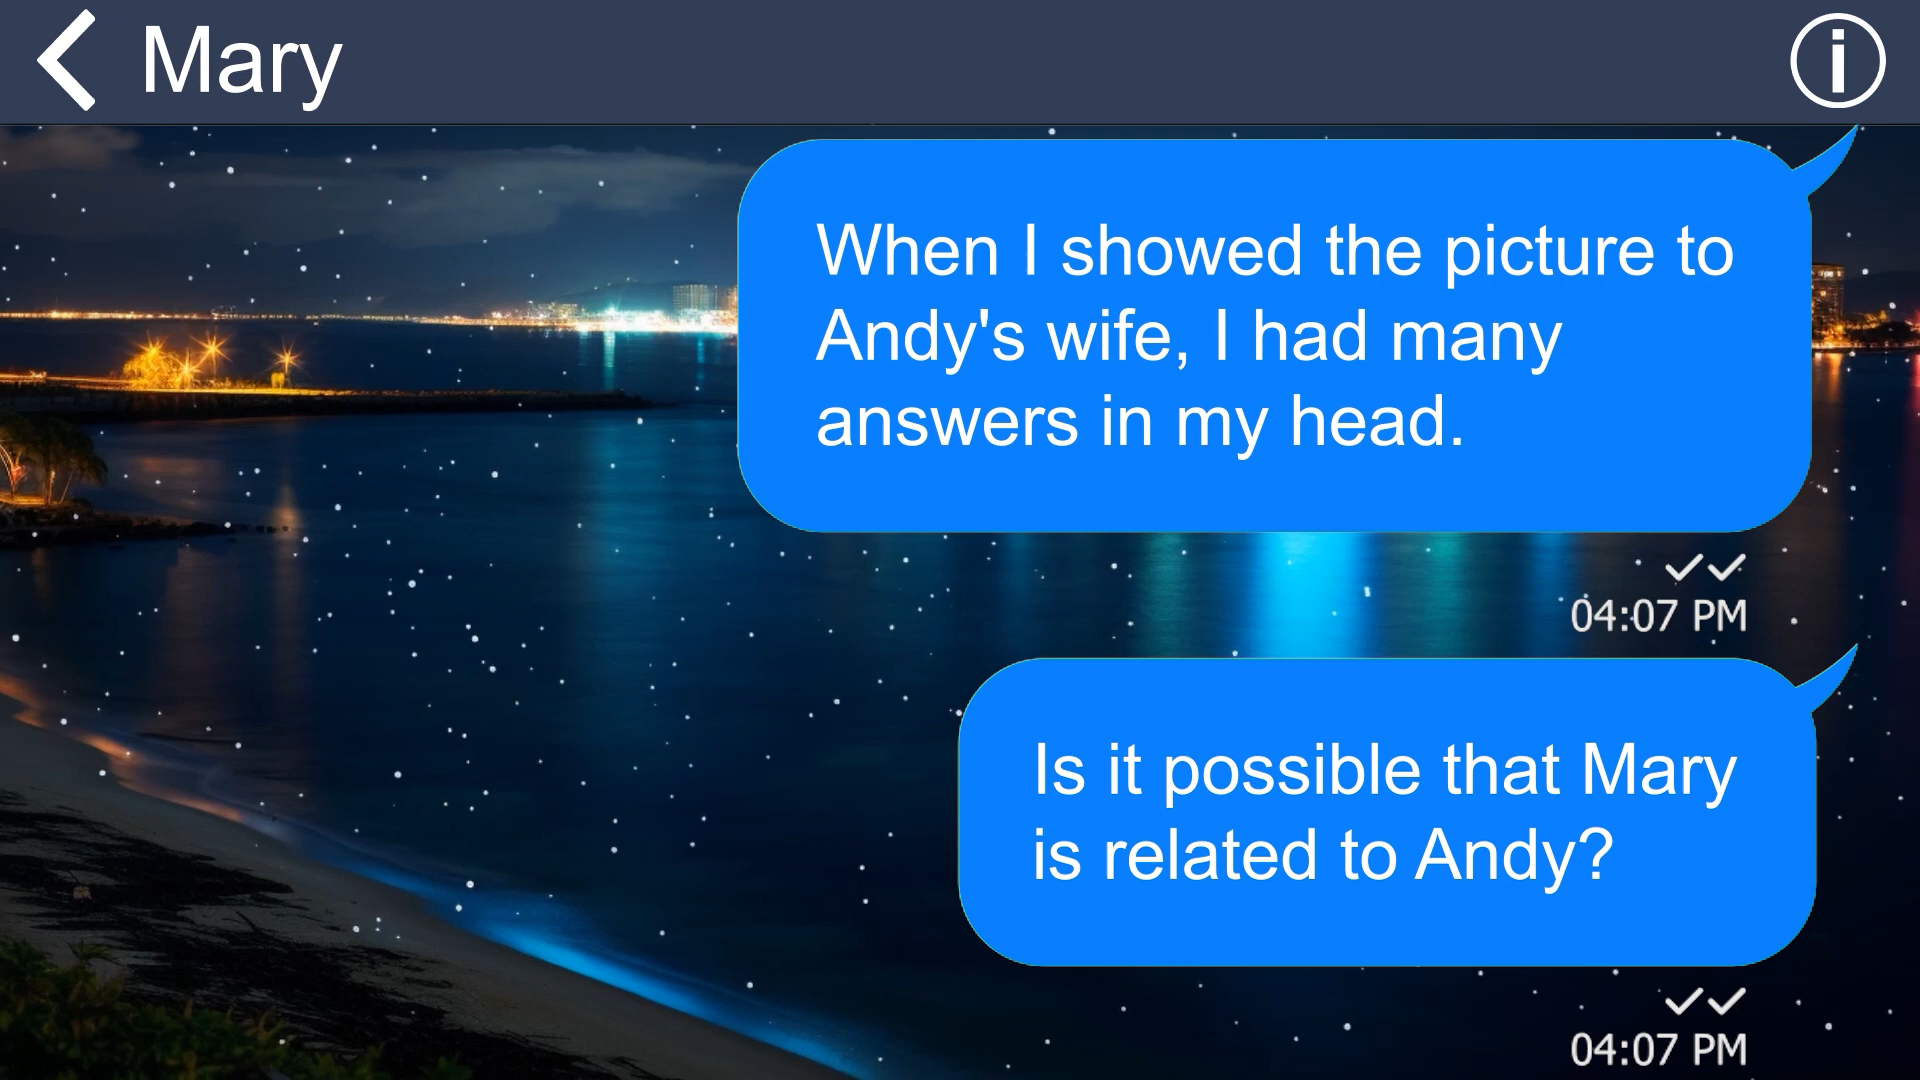 Mary
When I showed the picture to
Andy's wife, I had many
answers in my head.
04:07 PM
Is it possible that Mary
is related to Andy?
04:07 PM